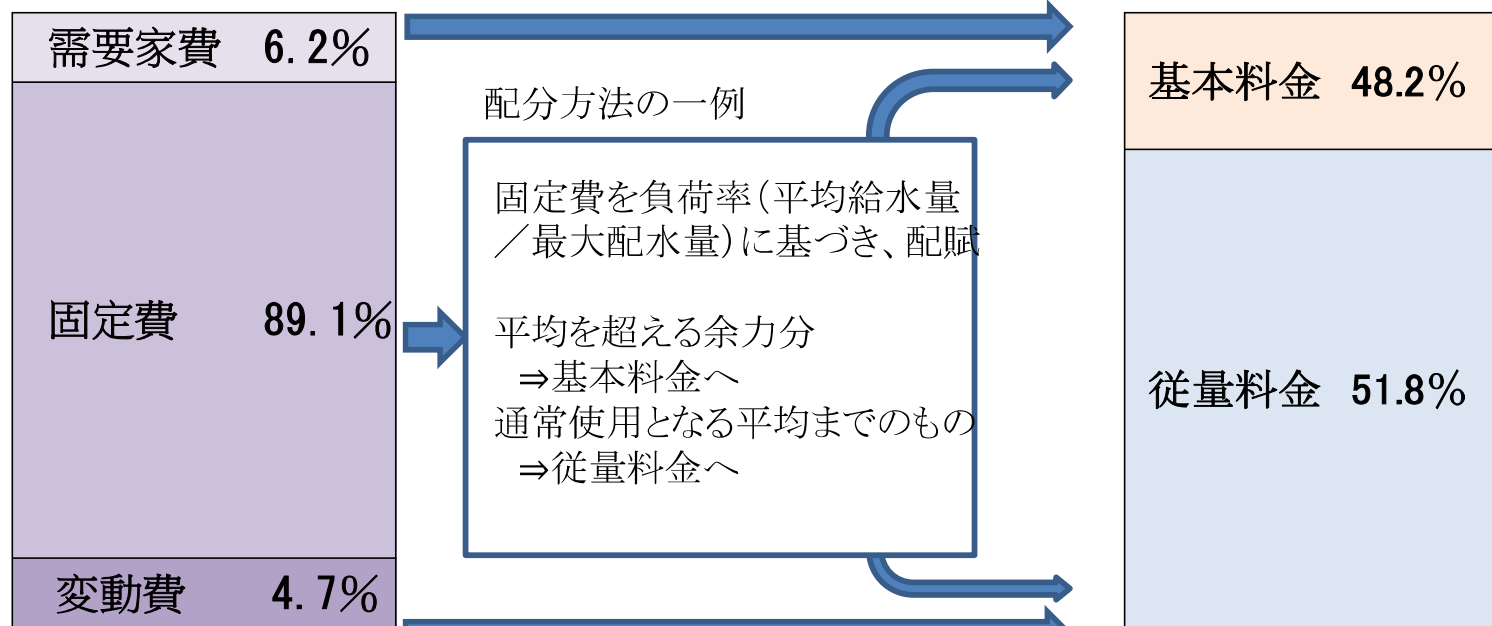 需要家費 6.2%
固定費 89.1%
変動費 4.7%
配分方法の一例
固定費を負荷率(平均給水量
／最大配水量)に基づき、配賦
平均を超える余力分
⇒基本料金へ
通常使用となる平均までのもの
⇒従量料金へ
基本料金 48.2%
従量料金 51.8%